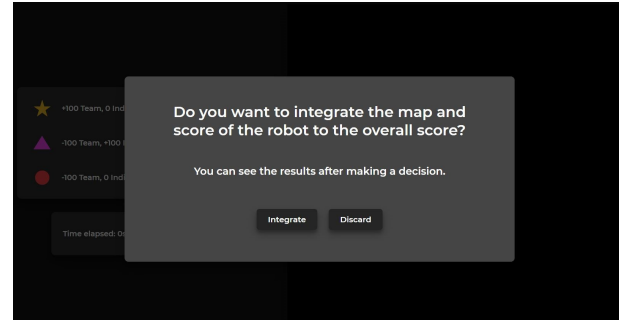 Do you want to integrate the map and
score of the robot to the overall score?
You can see the results after making a decision.
Integrate Discard
+100 Team, 0 Ind
-100 Team, +100
-100 Team, 0 Indi
Time elapsed: